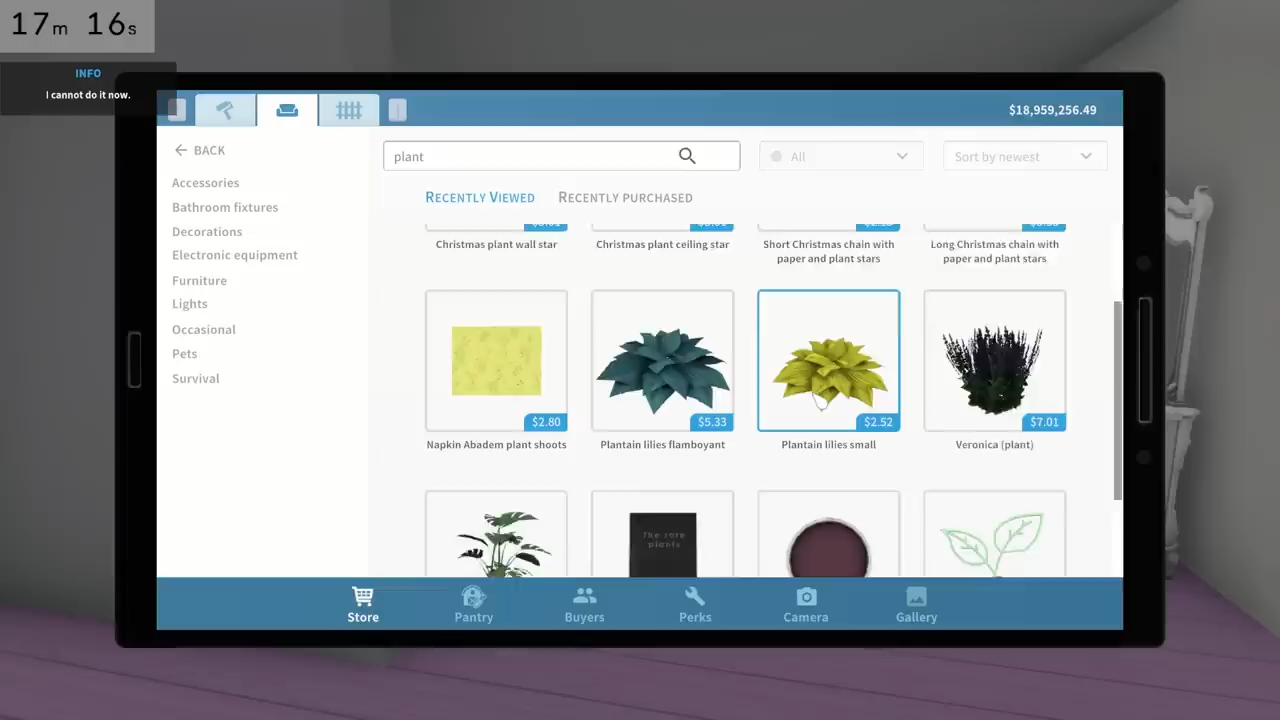 17m 16s
INFO
I cannot do it now.
$18,959,256.49
BACK
plant
All
Sort by newest
RECENTLY VIEWED
RECENTLY PURCHASED
Accessories
Bathroom fixtures
Decorations
Electronic equipment
Furniture
Lights
Occasional
Pets
Survival
Christmas plant wall star
Christmas plant ceiling star
Short Christmas chain with
paper and plant stars
Long Christmas chain with
paper and plant stars
$2.80
$5.33
$2.52
$7.01
Napkin Abadem plant shoots
Plantain lilies flamboyant
Plantain lilies small
Veronica (plant)
The rare
plants
Store
Pantry
Buyers
Perks
Camera
Gallery